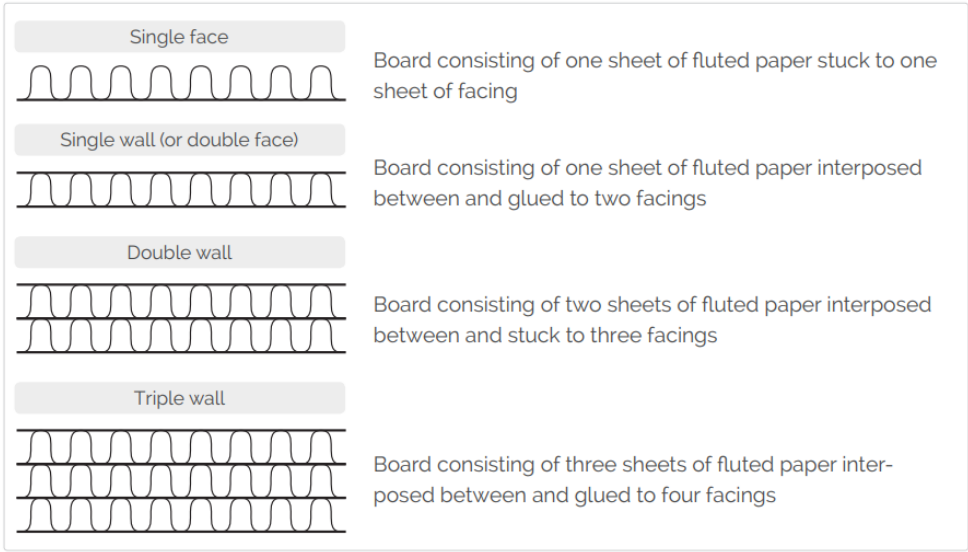 Single face
Board consisting of one sheet of fluted paper stuck to one
sheet of facing
Single wall (or double face)
Board consisting of one sheet of fluted paper interposed
between and glued to two facings
Double wall
Board consisting of two sheets of fluted paper interposed
between and stuck to three facings
Triple wall
Board consisting of three sheets of fluted paper inter-
posed between and glued to four facings